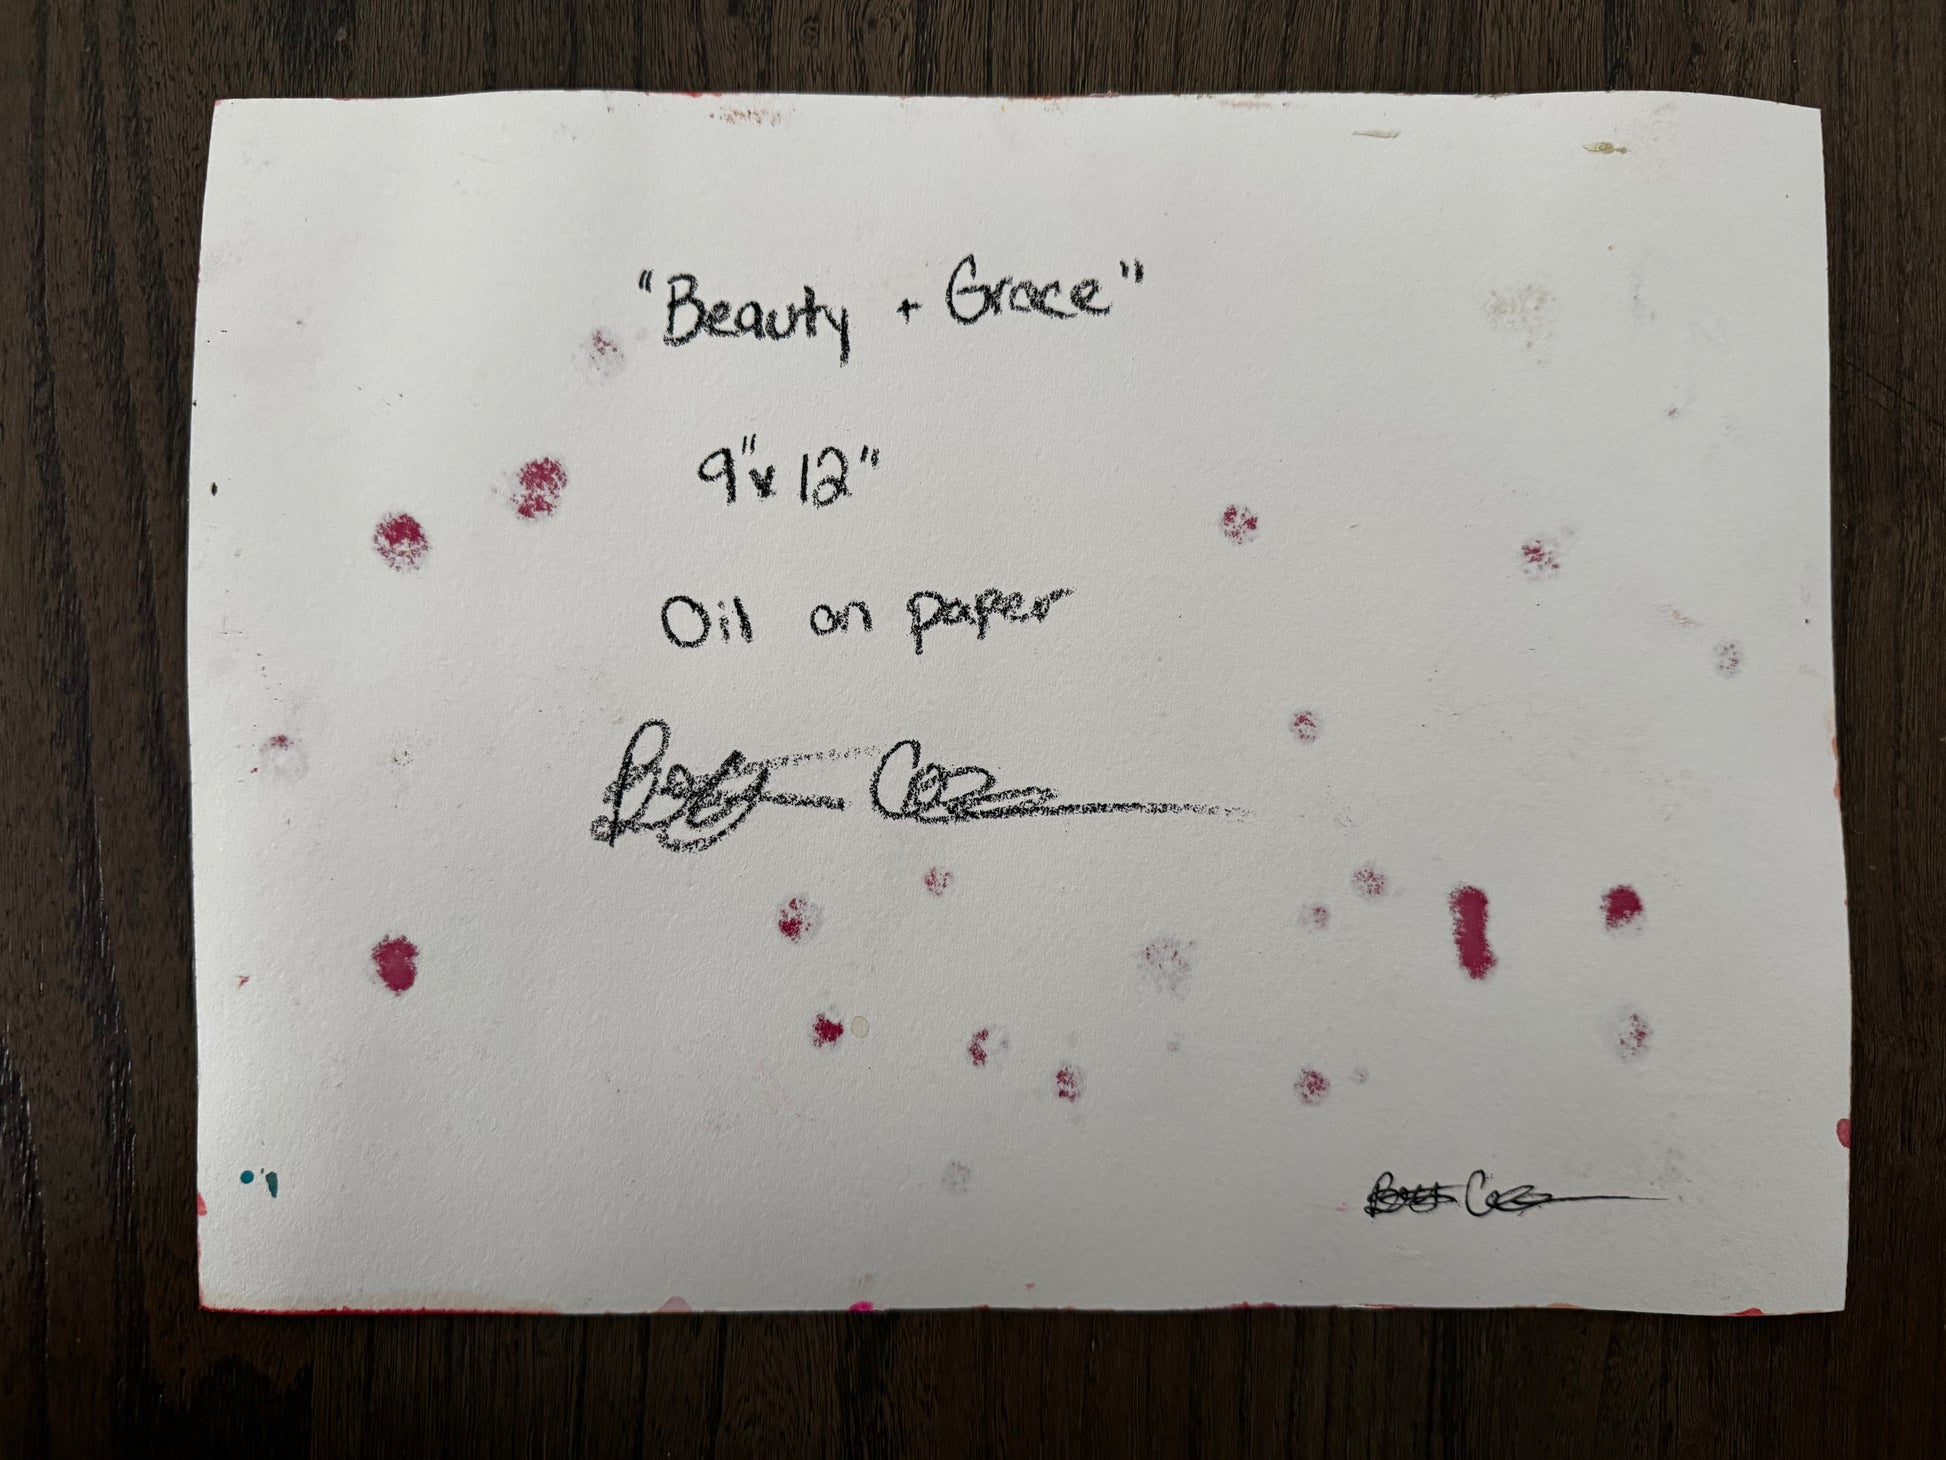 "Beauty + Grace"
9"x 12"
Oil on paper